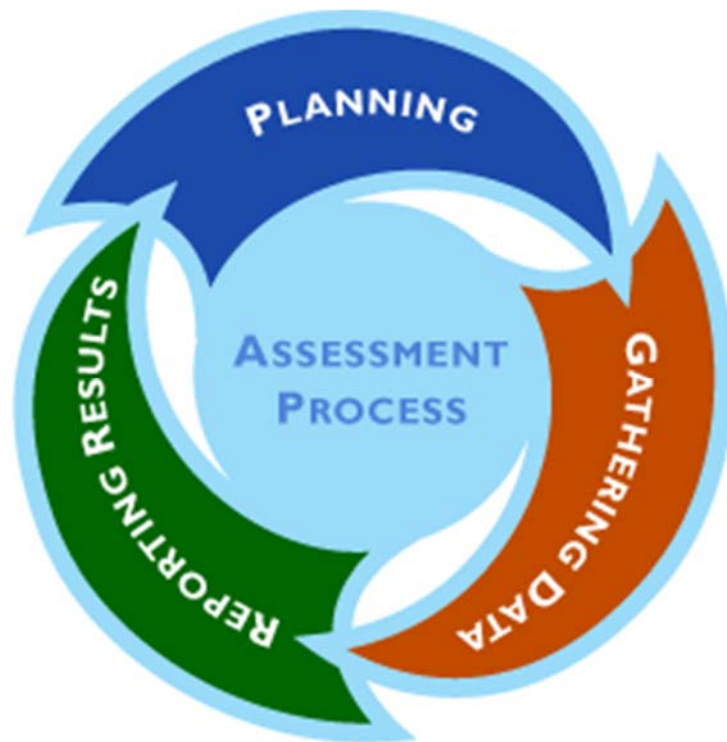 PLANNING
GATHERING DATA
REPORTING RESULTS
ASSESSMENT
PROCESS